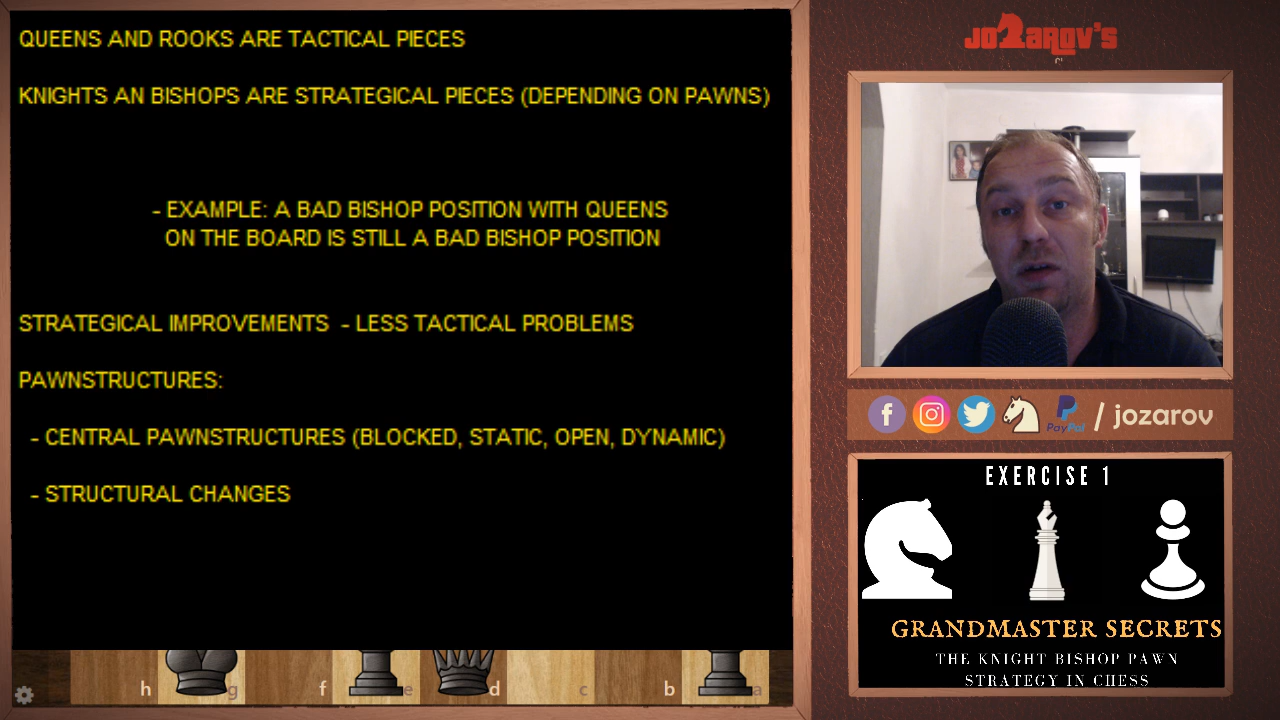 QUEENS AND ROOKS ARE TACTICAL PIECES
KNIGHTS AN BISHOPS ARE STRATEGICAL PIECES (DEPENDING ON PAWNS)
- EXAMPLE: A BAD BISHOP POSITION WITH QUEENS
ON THE BOARD IS STILL A BAD BISHOP POSITION
STRATEGICAL IMPROVEMENTS - LESS TACTICAL PROBLEMS
PAWNSTRUCTURES:
- CENTRAL PAWNSTRUCTURES (BLOCKED, STATIC, OPEN, DYNAMIC)
- STRUCTURAL CHANGES
h g f e d c b a
JOZAROV'S
PayPal / jozarov
EXERCISE 1
GRANDMASTER SECRETS
THE KNIGHT BISHOP PAWN
STRATEGY IN CHESS